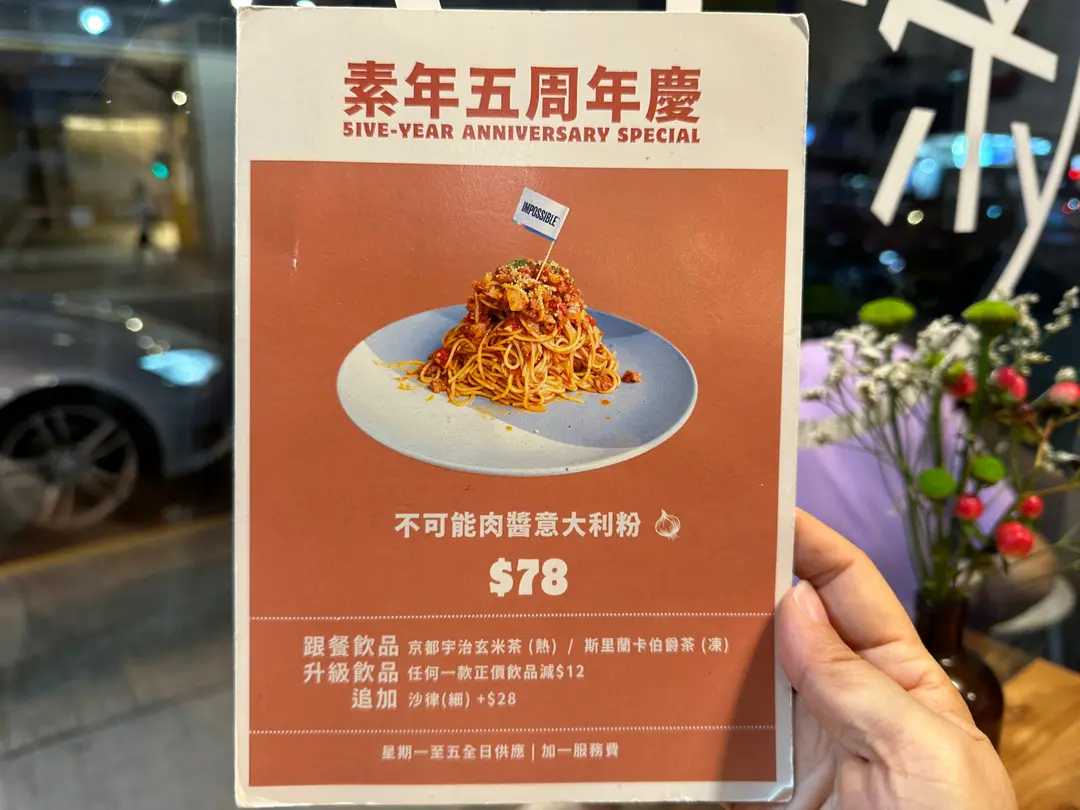 素年五周年慶
5IVE-YEAR ANNIVERSARY SPECIAL
IMPOSSIBLE
不可能肉醬意大利粉
$78
跟餐飲品 京都宇治玄米茶 (熱) / 斯里蘭卡伯爵茶 (凍)
升級飲品 任何一款正價飲品減$12
追加 沙律(細) +$28
星期一至五全日供應 | 加一服務費